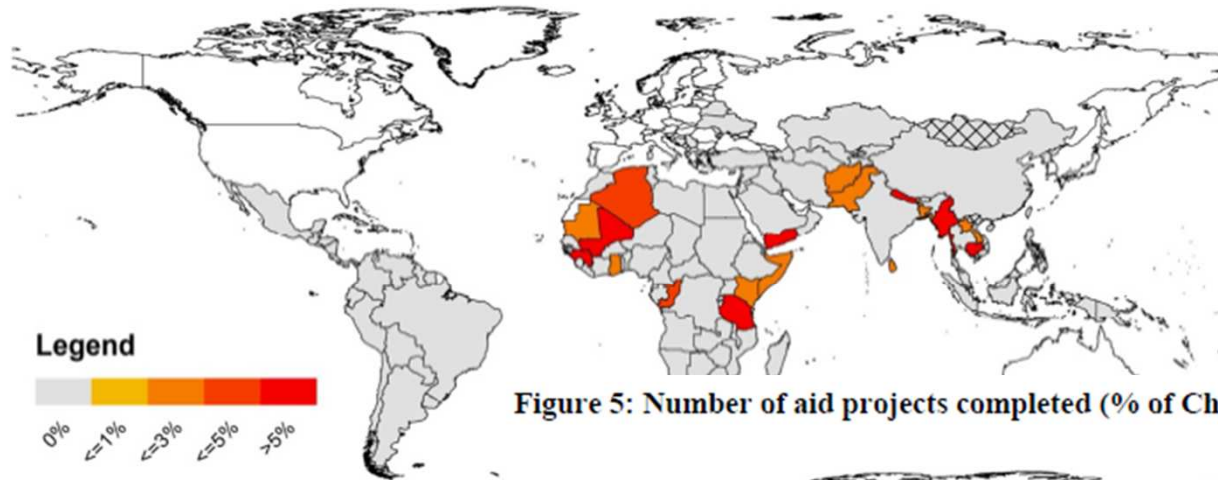 Legend
0%
<=1%
<=3%
<=5%
>5%
Figure 5: Number of aid projects completed (% of Ch